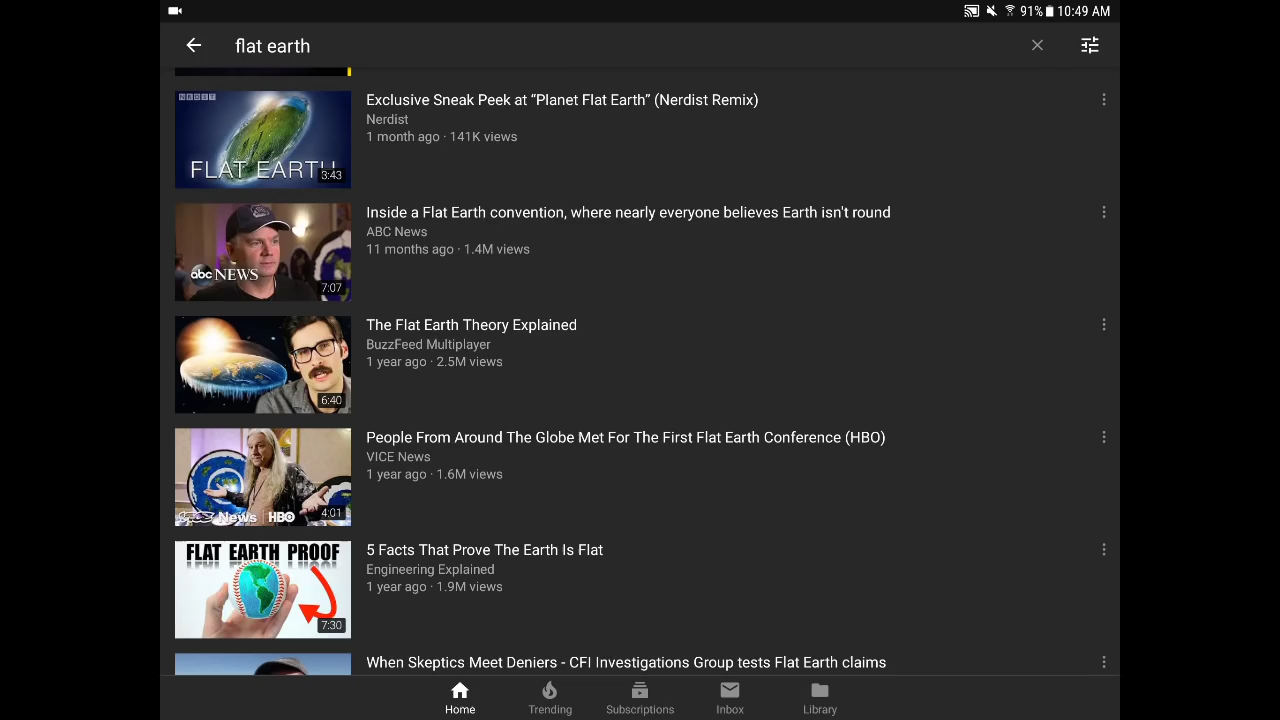 91% 10:49 AM
flat earth
NERDIST
FLAT EARTH
3:43
Exclusive Sneak Peek at “Planet Flat Earth” (Nerdist Remix)
Nerdist
1 month ago · 141K views
abc NEWS
7:07
Inside a Flat Earth convention, where nearly everyone believes Earth isn't round
ABC News
11 months ago · 1.4M views
6:40
The Flat Earth Theory Explained
BuzzFeed Multiplayer
1 year ago · 2.5M views
VICE News HBO
4:01
People From Around The Globe Met For The First Flat Earth Conference (HBO)
VICE News
1 year ago · 1.6M views
FLAT EARTH PROOF
7:30
5 Facts That Prove The Earth Is Flat
Engineering Explained
1 year ago · 1.9M views
When Skeptics Meet Deniers - CFI Investigations Group tests Flat Earth claims
Home Trending Subscriptions Inbox Library